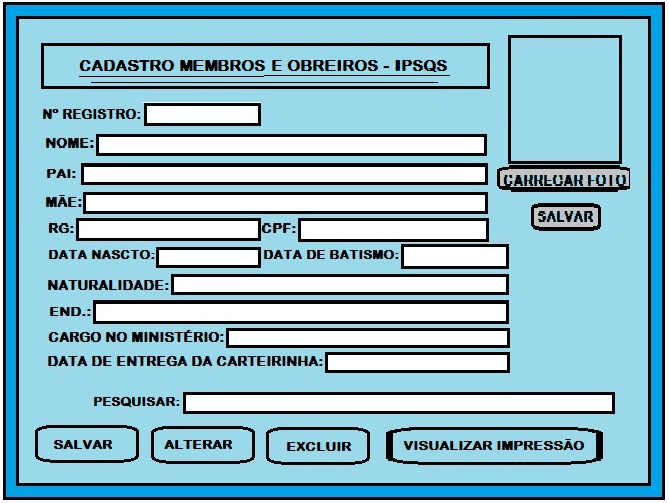 CADASTRO MEMBROS E OBREIROS - IPSQS
Nº REGISTRO:
NOME:
PAI:
CARREGAR FOTO
MÃE:
SALVAR
RG: CPF:
DATA NASCTO: DATA DE BATISMO:
NATURALIDADE:
END.:
CARGO NO MINISTÉRIO:
DATA DE ENTREGA DA CARTEIRINHA:
PESQUISAR:
SALVAR ALTERAR EXCLUIR VISUALIZAR IMPRESSÃO